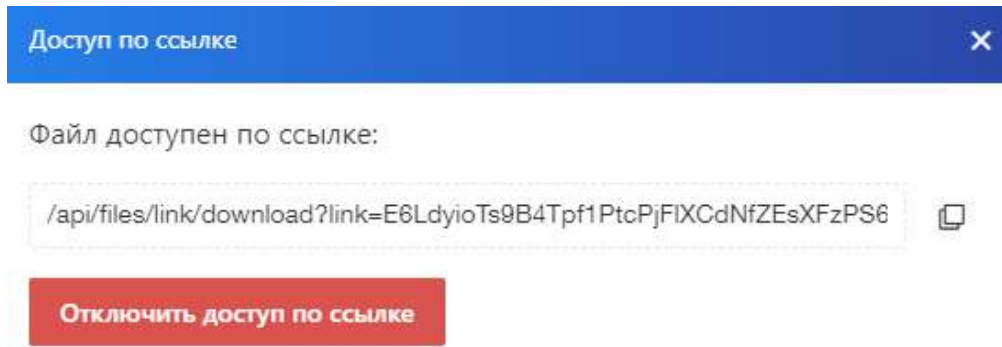 Доступ по ссылке
Файл доступен по ссылке:
/api/files/link/download?link=E6LdyioTs9B4Tpf1PtcPjFlXCdNfZEsXFzPS6
Отключить доступ по ссылке